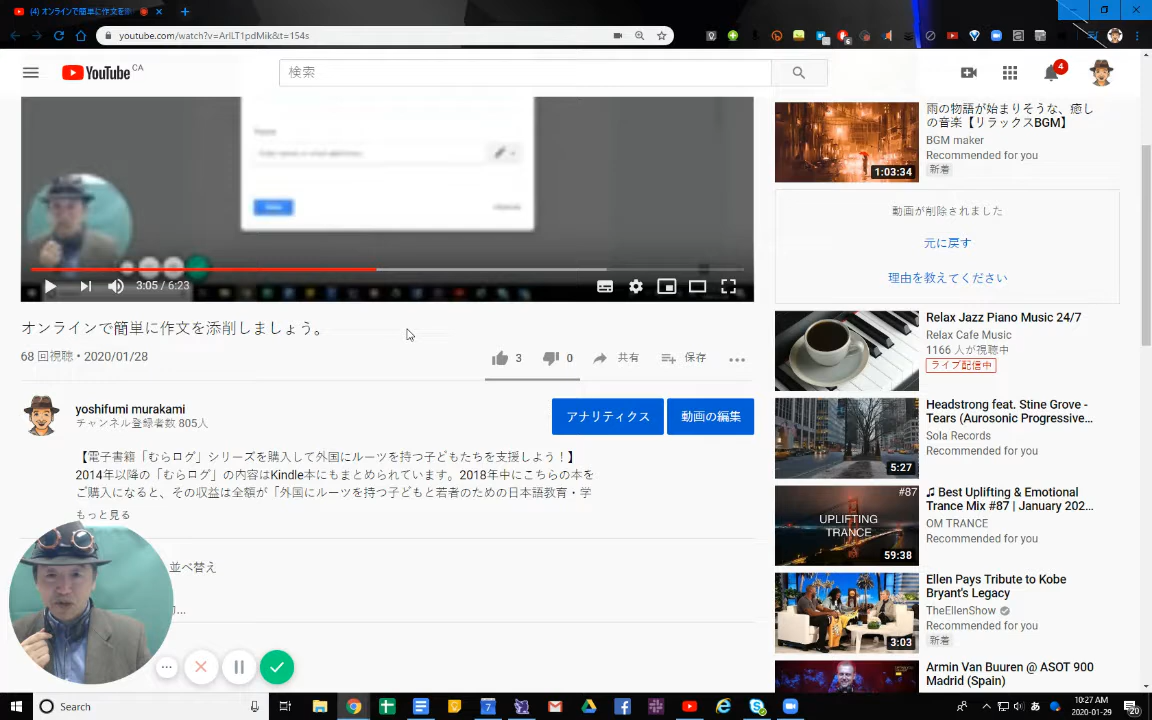 (4) オンラインで簡単に作文を添
youtube.com/watch?v=ArlLT1pdMik&t=154s
YouTube CA
検索
4
3:05 / 6:23
オンラインで簡単に作文を添削しましょう。
68 回視聴・2020/01/28
3
0
共有
保存
yoshifumi murakami
チャンネル登録者数 805人
アナリティクス
動画の編集
【電子書籍「むらログ」シリーズを購入して外国にルーツを持つ子どもたちを支援しよう！】
2014年以降の「むらログ」の内容はKindle本にもまとめられています。2018年中にこちらの本を
ご購入になると、その収益は全額が「外国にルーツを持つ子どもと若者のための日本語教育・学
もっと見る
並べ替え
雨の物語が始まりそうな、癒し
の音楽【リラックスBGM】
BGM maker
Recommended for you
新着
1:03:34
動画が削除されました
元に戻す
理由を教えてください
Relax Jazz Piano Music 24/7
Relax Cafe Music
1166 人が視聴中
ライブ配信中
Headstrong feat. Stine Grove -
Tears (Aurosonic Progressive...
Sola Records
Recommended for you
5:27
♫ Best Uplifting & Emotional
Trance Mix #87 | January 202...
OM TRANCE
Recommended for you
#87
UPLIFTING
TRANCE
59:38
Ellen Pays Tribute to Kobe
Bryant's Legacy
TheEllenShow
Recommended for you
新着
3:03
Armin Van Buuren @ ASOT 900
Madrid (Spain)
Search
10:27 AM
2020-01-29
20